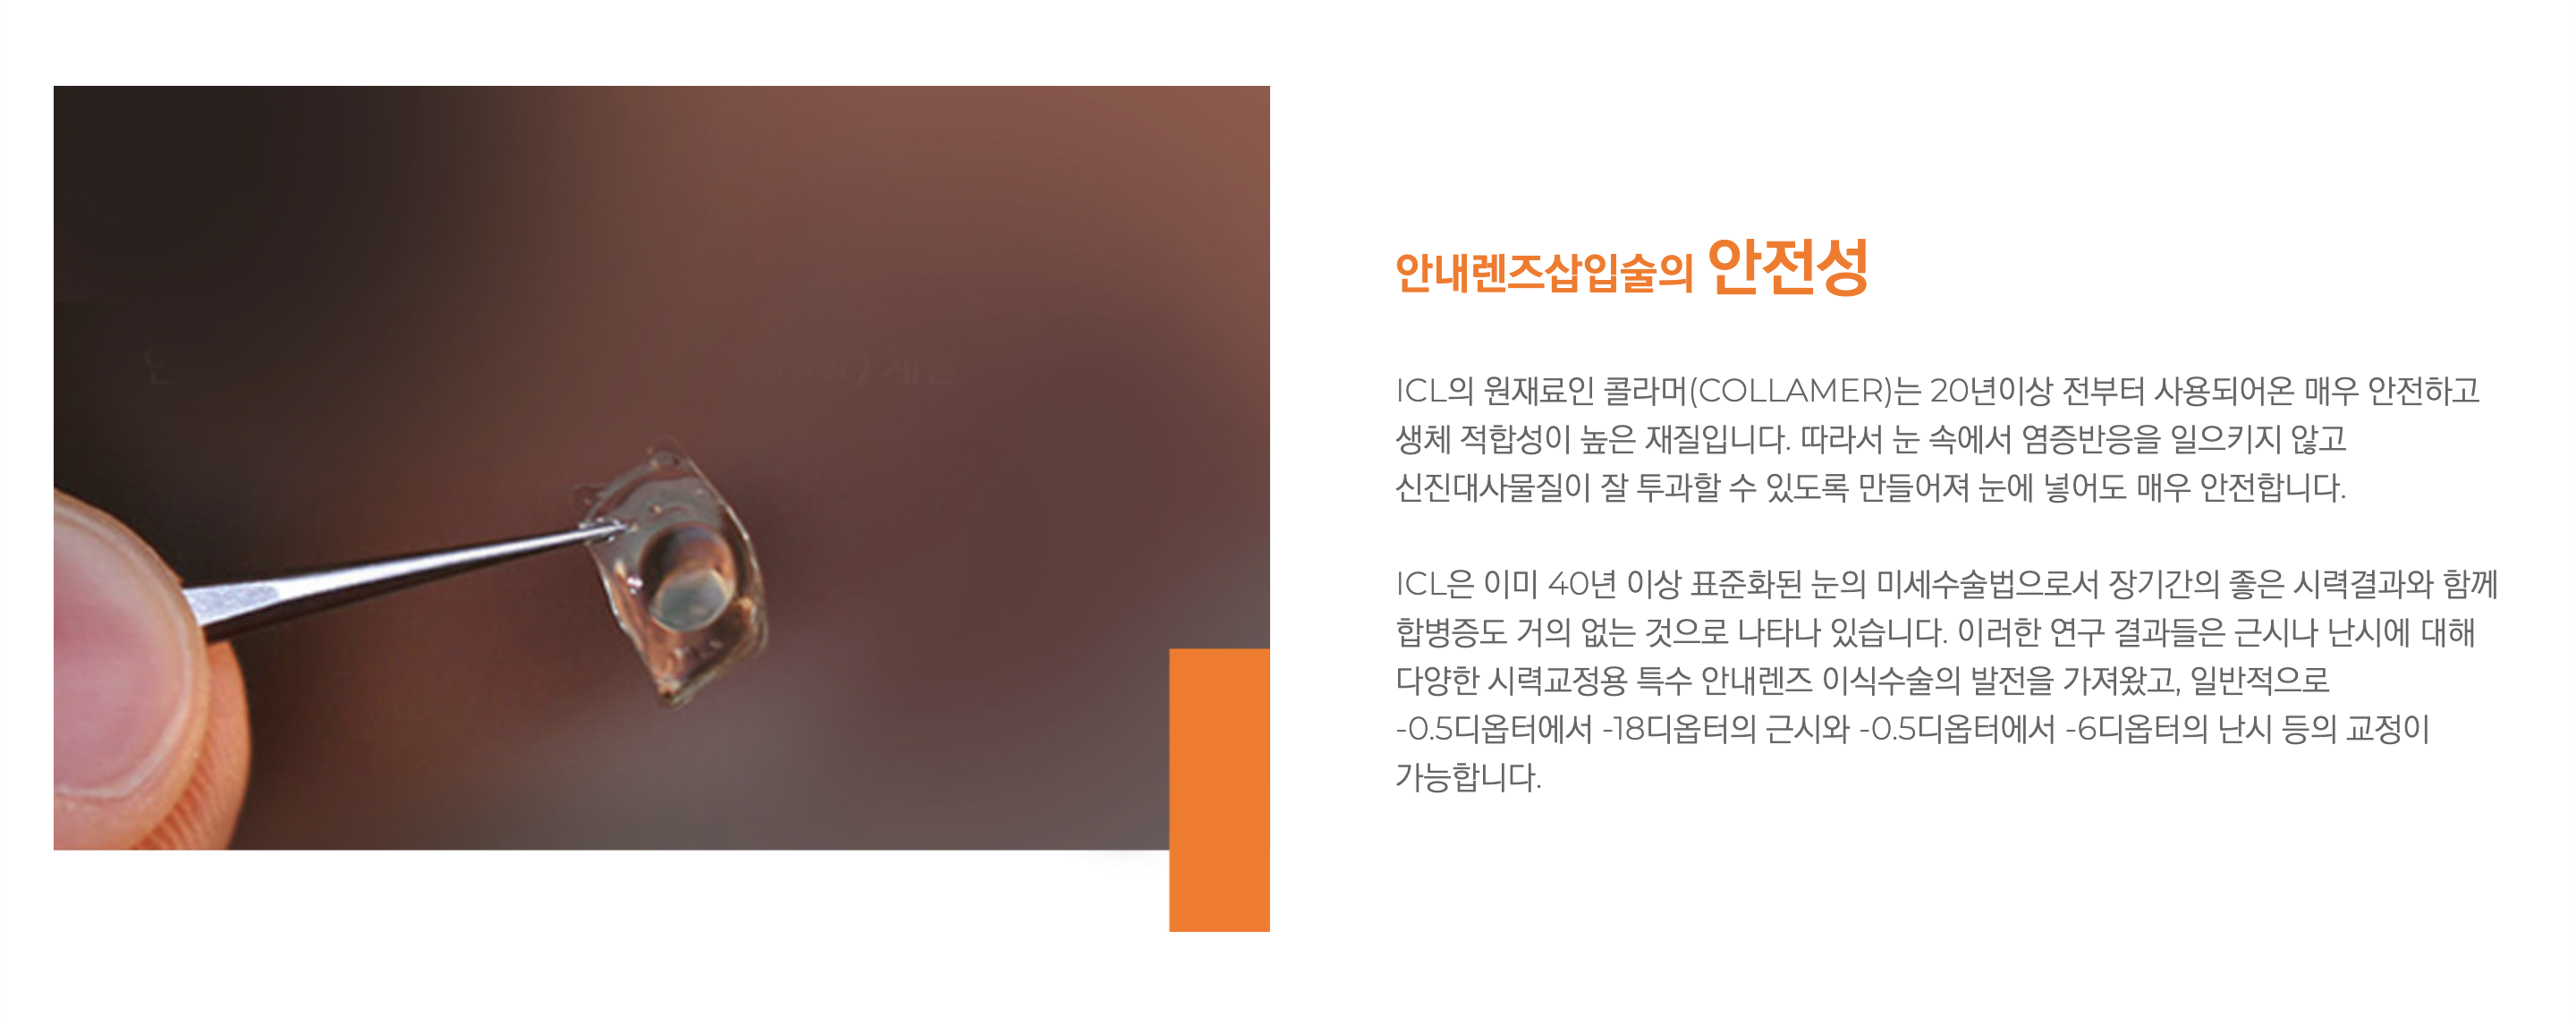 안내렌즈삽입술의 안전성
ICL의 원재료인 콜라머(COLLAMER)는 20년이상 전부터 사용되어온 매우 안전하고
생체 적합성이 높은 재질입니다. 따라서 눈 속에서 염증반응을 일으키지 않고
신진대사물질이 잘 투과할 수 있도록 만들어져 눈에 넣어도 매우 안전합니다.
ICL은 이미 40년 이상 표준화된 눈의 미세수술법으로서 장기간의 좋은 시력결과와 함께
합병증도 거의 없는 것으로 나타나 있습니다. 이러한 연구 결과들은 근시나 난시에 대해
다양한 시력교정용 특수 안내렌즈 이식수술의 발전을 가져왔고, 일반적으로
-0.5디옵터에서 -18디옵터의 근시와 -0.5디옵터에서 -6디옵터의 난시 등의 교정이
가능합니다.